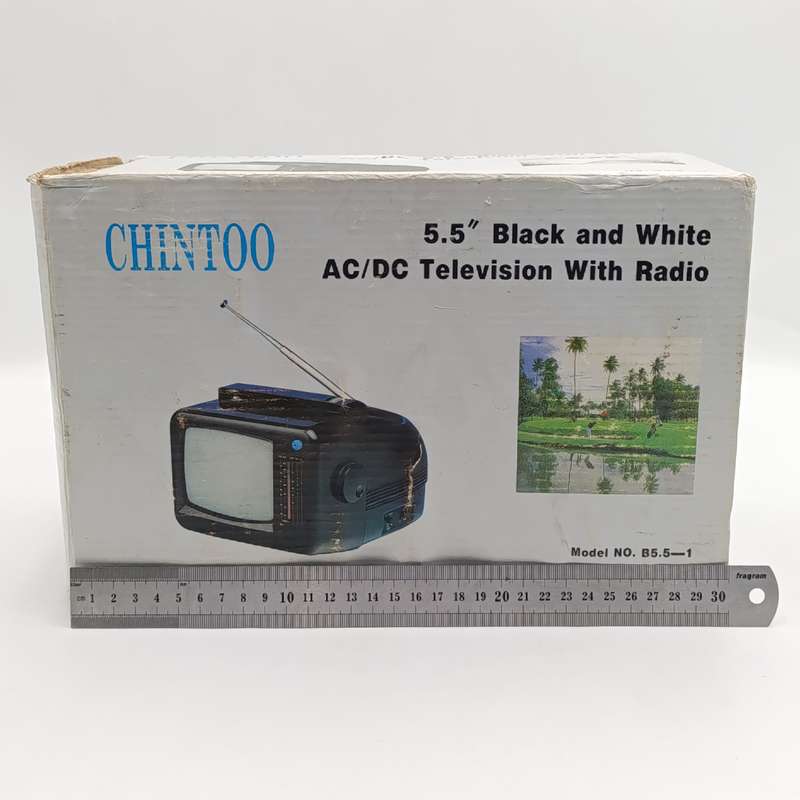 CHINTOO
5.5″ Black and White
AC/DC Television With Radio
Model NO. B5.5—1
fragram
cm 1 2 3 4 5 6 7 8 9 10 11 12 13 14 15 16 17 18 19 20 21 22 23 24 25 26 27 28 29 30